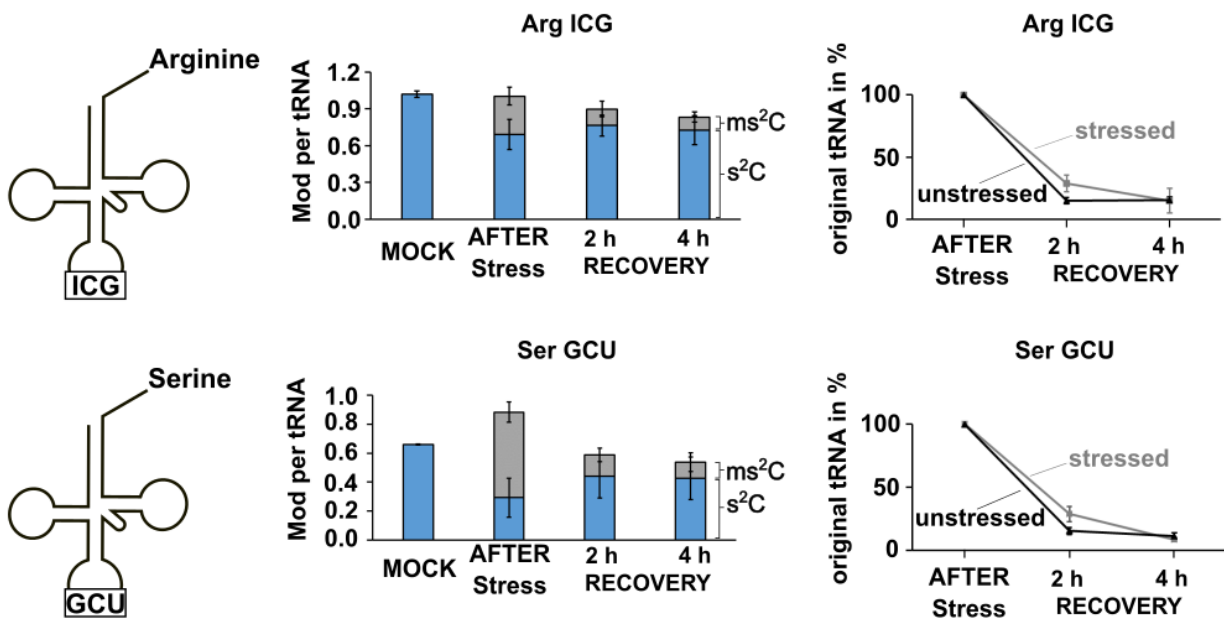 Arginine
ICG
Arg ICG
Mod per tRNA
1.2
0.9
0.6
0.3
0.0
ms²C
s²C
MOCK
AFTER
Stress
2 h
4 h
RECOVERY
Arg ICG
original tRNA in %
100
50
0
stressed
unstressed
AFTER
Stress
2 h
4 h
RECOVERY
Serine
GCU
Ser GCU
Mod per tRNA
1.0
0.8
0.6
0.4
0.2
0.0
ms²C
s²C
MOCK
AFTER
Stress
2 h
4 h
RECOVERY
Ser GCU
original tRNA in %
100
50
0
stressed
unstressed
AFTER
Stress
2 h
4 h
RECOVERY